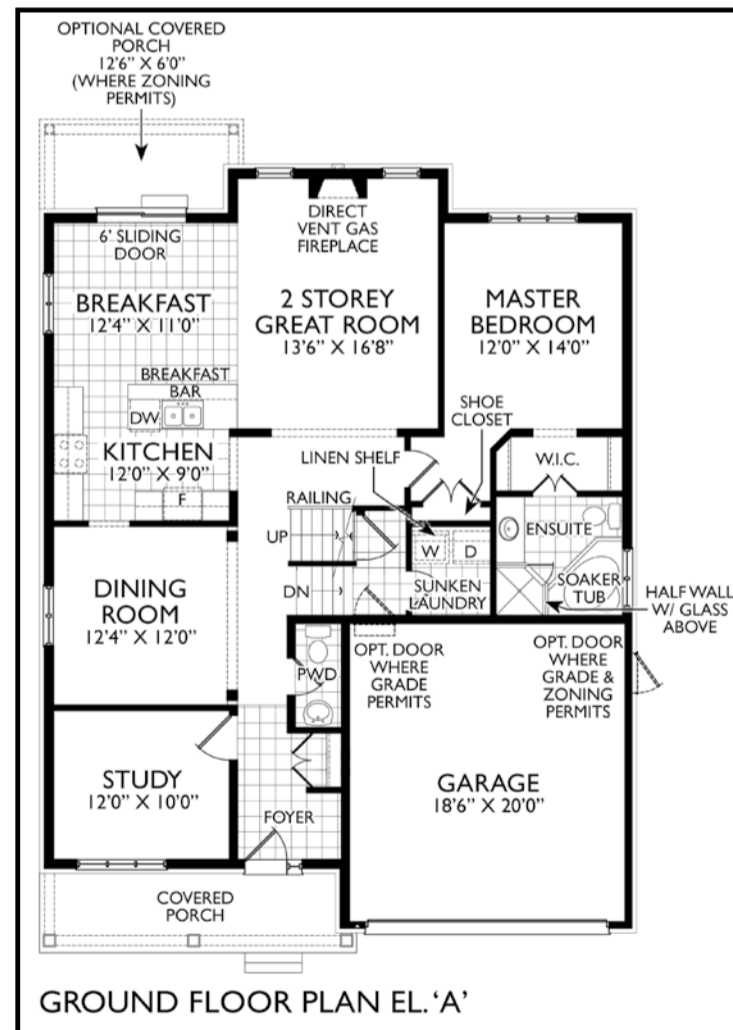 OPTIONAL COVERED
PORCH
12'6" X 6'0"
(WHERE ZONING
PERMITS)
6' SLIDING
DOOR
DIRECT
VENT GAS
FIREPLACE
BREAKFAST
12'4" X 11'0"
2 STOREY
GREAT ROOM
13'6" X 16'8"
MASTER
BEDROOM
12'0" X 14'0"
BREAKFAST
BAR
DW
SHOE
CLOSET
KITCHEN
12'0" X 9'0"
F
LINEN SHELF
W.I.C.
RAILING
UP
W
D
ENSUITE
DN
SUNKEN
LAUNDRY
SOAKER
TUB
HALF WALL
W/ GLASS
ABOVE
DINING
ROOM
12'4" X 12'0"
PWD
OPT. DOOR
WHERE
GRADE
PERMITS
OPT. DOOR
WHERE
GRADE &
ZONING
PERMITS
STUDY
12'0" X 10'0"
FOYER
GARAGE
18'6" X 20'0"
COVERED
PORCH
GROUND FLOOR PLAN EL. 'A'